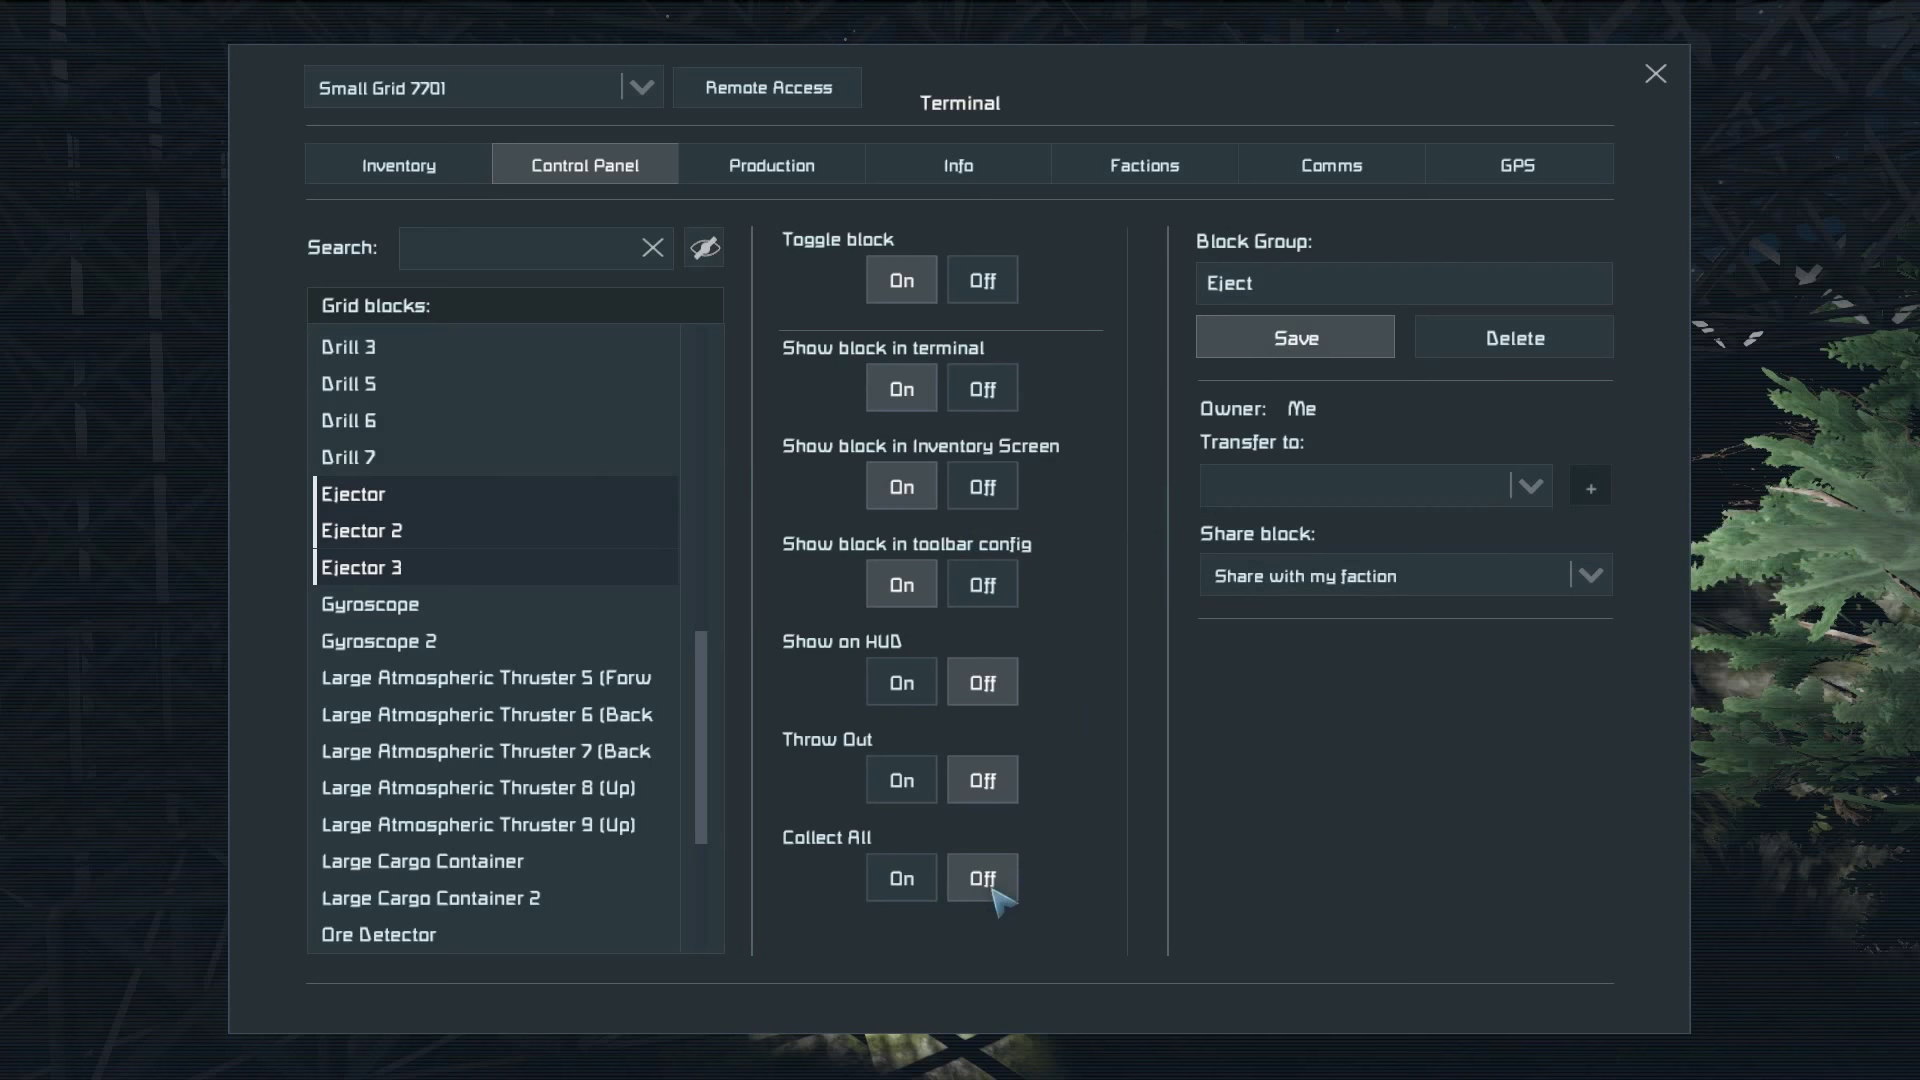 Small Grid 7701
Remote Access
Terminal
Inventory
Control Panel
Production
Info
Factions
Comms
GPS
Search:
Grid blocks:
Drill 3
Drill 5
Drill 6
Drill 7
Ejector
Ejector 2
Ejector 3
Gyroscope
Gyroscope 2
Large Atmospheric Thruster 5 (Forw
Large Atmospheric Thruster 6 (Back
Large Atmospheric Thruster 7 (Back
Large Atmospheric Thruster 8 (Up)
Large Atmospheric Thruster 9 (Up)
Large Cargo Container
Large Cargo Container 2
Ore Detector
Toggle block
On Off
Show block in terminal
On Off
Show block in Inventory Screen
On Off
Show block in toolbar config
On Off
Show on HUD
On Off
Throw Out
On Off
Collect All
On Off
Block Group:
Eject
Save Delete
Owner: Me
Transfer to:
+
Share block:
Share with my faction